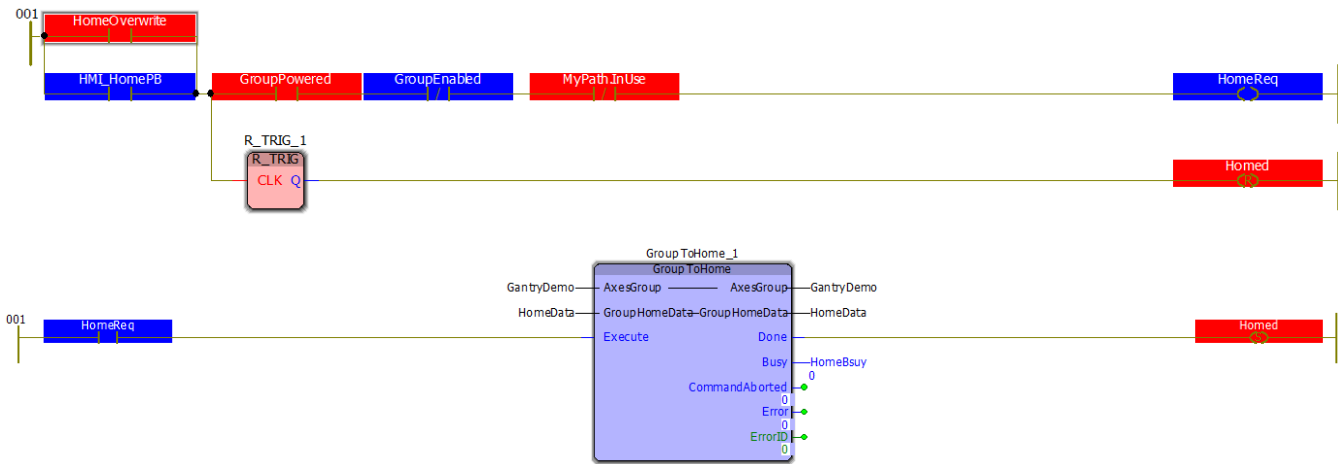 001
HomeOverwrite
HMI_HomePB
GroupPowered
GroupEnabled
MyPath.InUse
HomeReq
R_TRIG_1
R_TRIG
CLK Q
Homed
R
GroupToHome_1
GroupToHome
GantryDemo AxesGroup AxesGroup GantryDemo
HomeData GroupHomeData GroupHomeData HomeData
001
HomeReq
Execute Done
Homed
S
Busy HomeBsuy
0
CommandAborted
0
Error
0
ErrorID
0